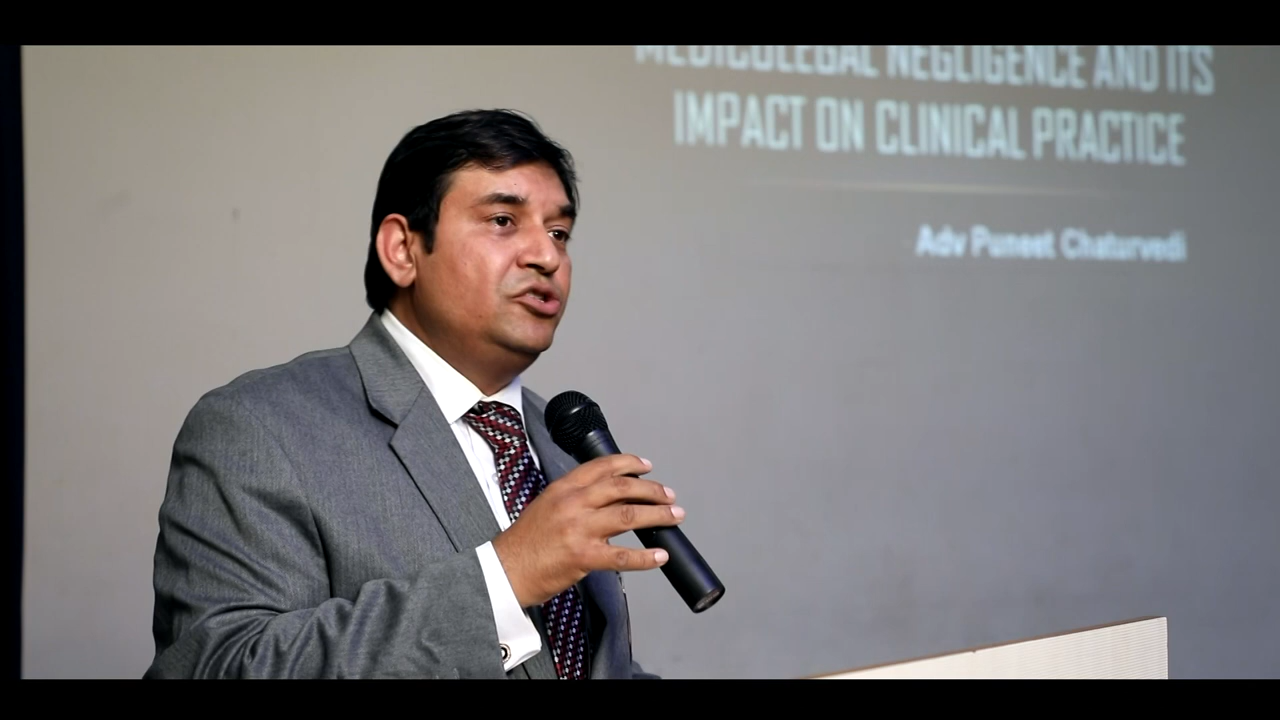 MEDICOLEGAL NEGLIGENCE AND ITS
IMPACT ON CLINICAL PRACTICE
Adv Puneet Chaturvedi